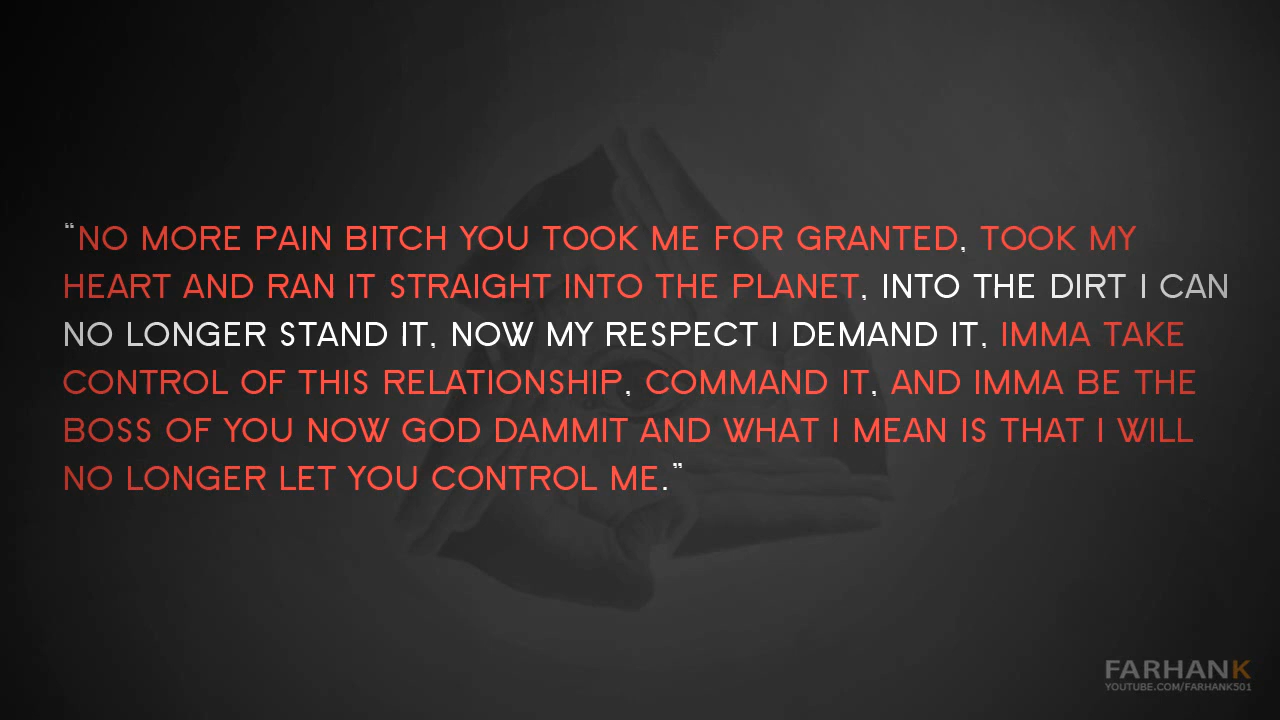 “NO MORE PAIN BITCH YOU TOOK ME FOR GRANTED, TOOK MY
HEART AND RAN IT STRAIGHT INTO THE PLANET, INTO THE DIRT I CAN
NO LONGER STAND IT, NOW MY RESPECT I DEMAND IT, IMMA TAKE
CONTROL OF THIS RELATIONSHIP, COMMAND IT, AND IMMA BE THE
BOSS OF YOU NOW GOD DAMMIT AND WHAT I MEAN IS THAT I WILL
NO LONGER LET YOU CONTROL ME.”
FARHANK
YOUTUBE.COM/FARHANK501